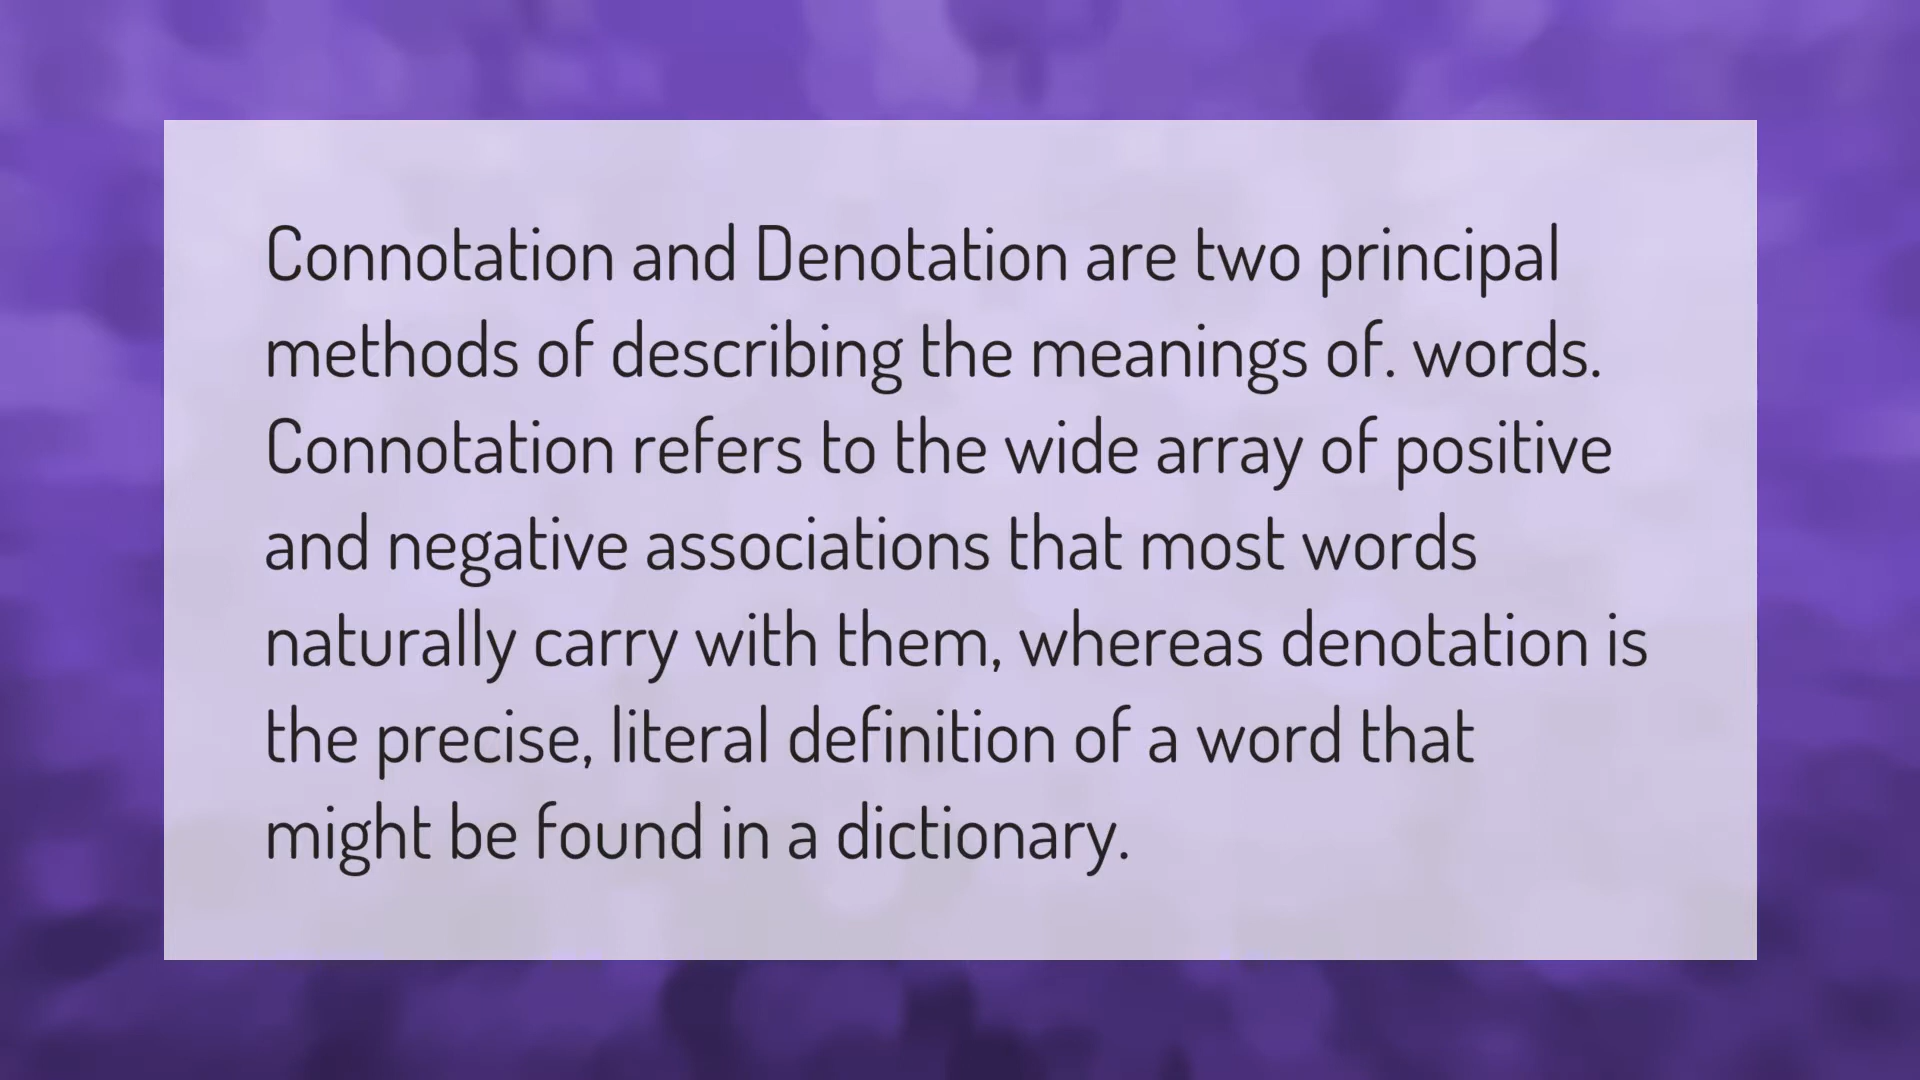 Connotation and Denotation are two principal
methods of describing the meanings of. words.
Connotation refers to the wide array of positive
and negative associations that most words
naturally carry with them, whereas denotation is
the precise, literal definition of a word that
might be found in a dictionary.